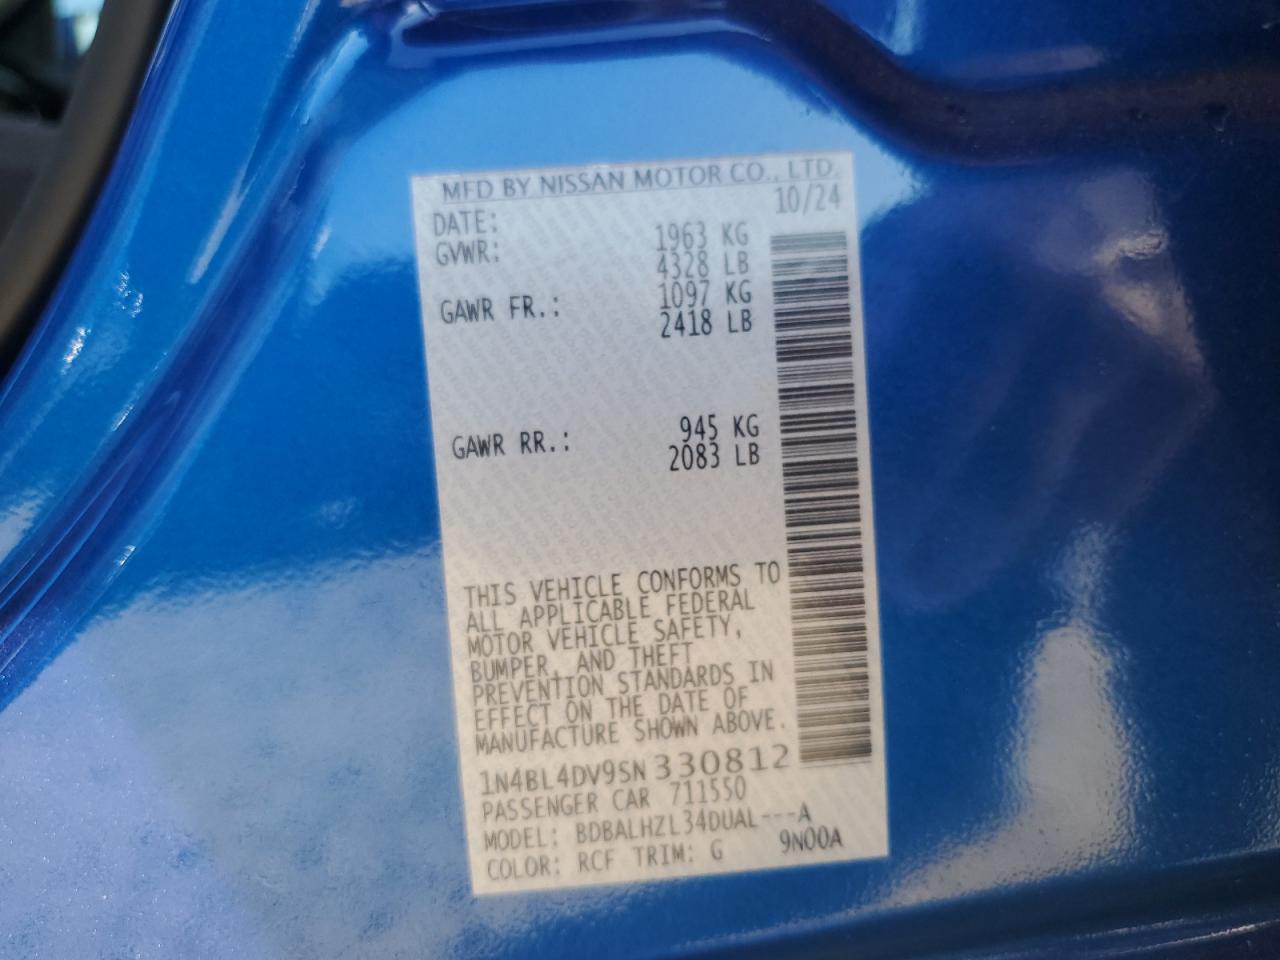 MFD BY NISSAN MOTOR CO., LTD.
DATE: 10/24
GVWR: 1963 KG
4328 LB
GAWR FR.: 1097 KG
2418 LB
GAWR RR.: 945 KG
2083 LB
THIS VEHICLE CONFORMS TO
ALL APPLICABLE FEDERAL
MOTOR VEHICLE SAFETY,
BUMPER, AND THEFT
PREVENTION STANDARDS IN
EFFECT ON THE DATE OF
MANUFACTURE SHOWN ABOVE.
1N4BL4DV9SN330812
PASSENGER CAR 711550
MODEL: BDBALHZL34DUAL---A
COLOR: RCF TRIM: G 9N00A